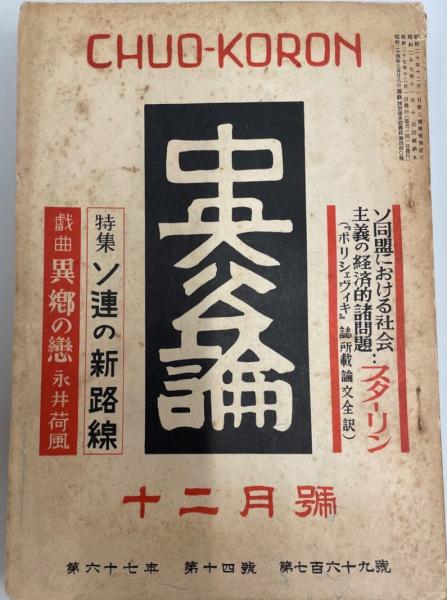 CHUO-KORON
中央公論
ソ同盟における社会
主義の経済的諸問題…スターリン
(『ボリシェヴィキ』誌所載論文全訳)
特集 ソ連の新路線
戯曲 異郷の戀 永井荷風
十二月號
第六十七年 第十四號 第七百六十九號